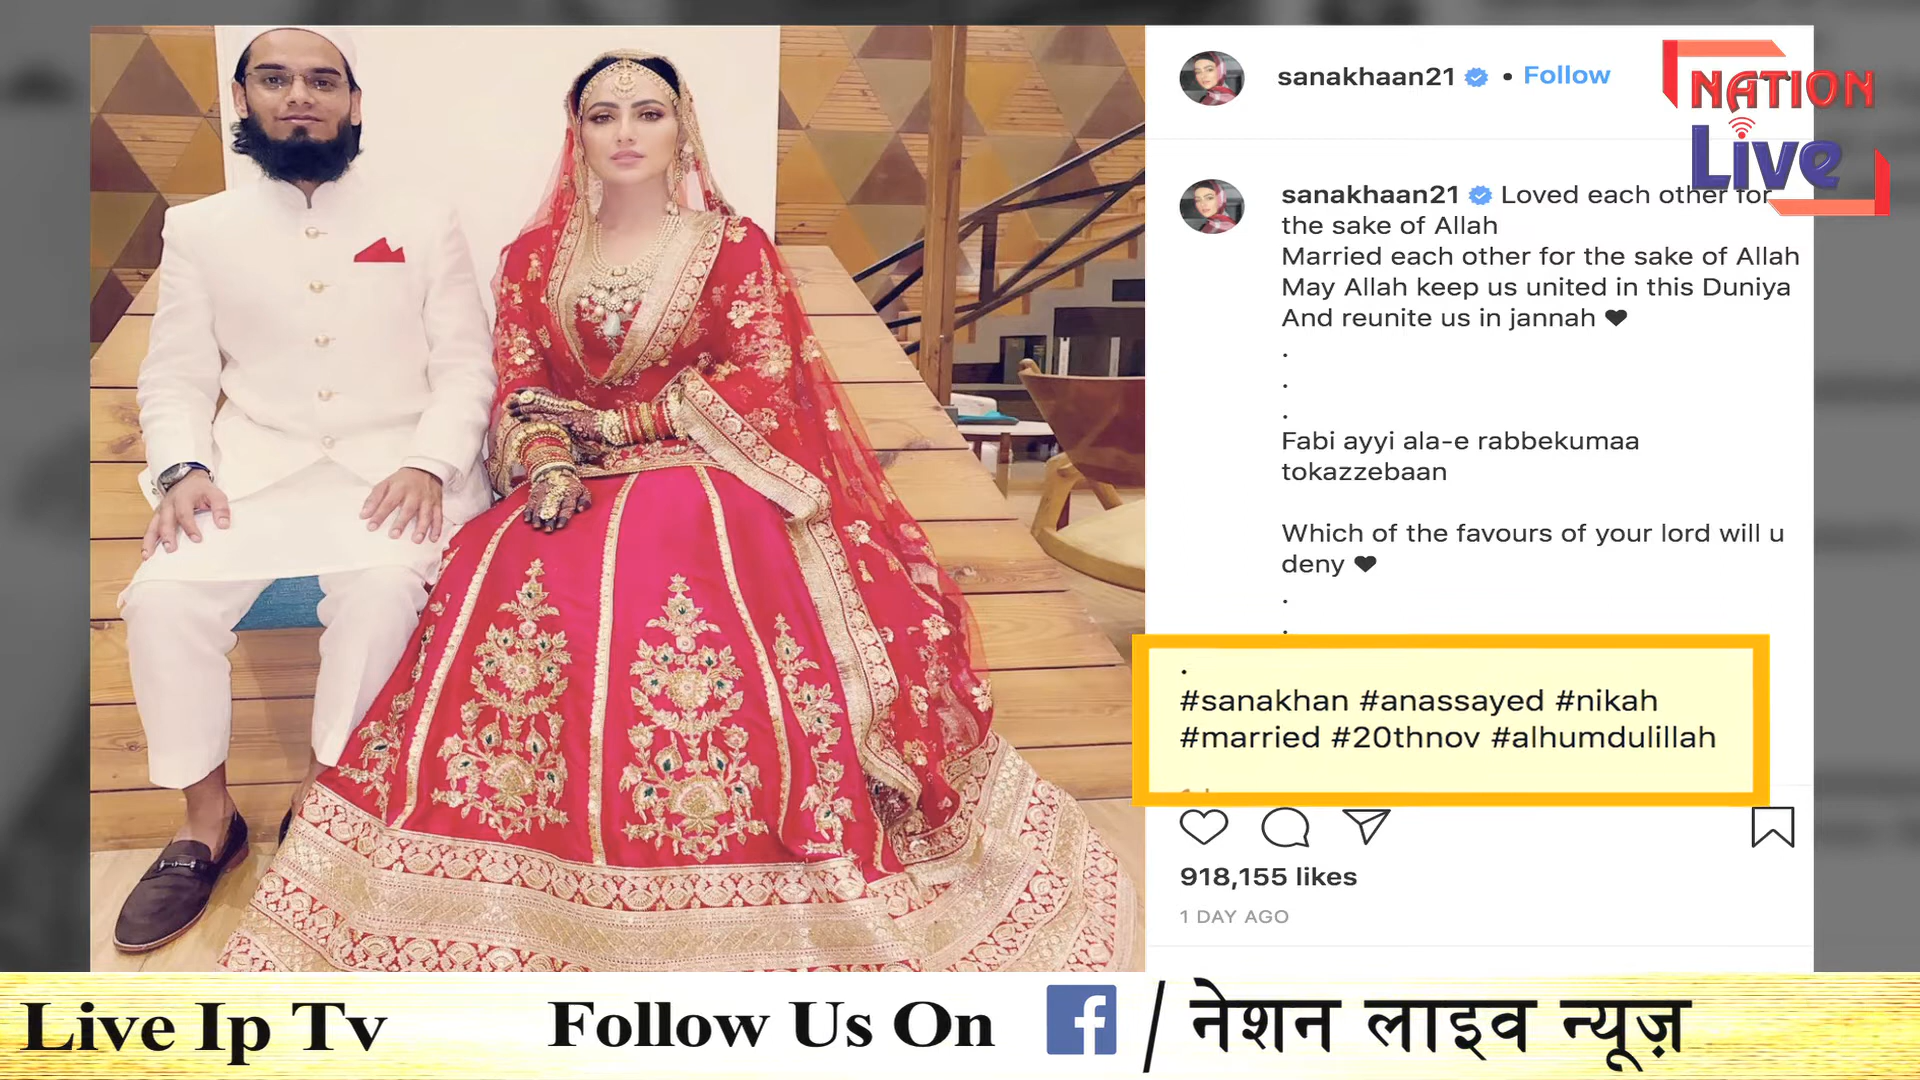 sanakhaan21 • Follow
NATION
Live
sanakhaan21 Loved each other for
the sake of Allah
Married each other for the sake of Allah
May Allah keep us united in this Duniya
And reunite us in jannah ♥
.
.
.
Fabi ayyi ala-e rabbekumaa
tokazzebaan
Which of the favours of your lord will u
deny ♥
.
.
.
#sanakhan #anassayed #nikah
#married #20thnov #alhumdulillah
918,155 likes
1 DAY AGO
Live Ip Tv Follow Us On f / नेशन लाइव न्यूज़